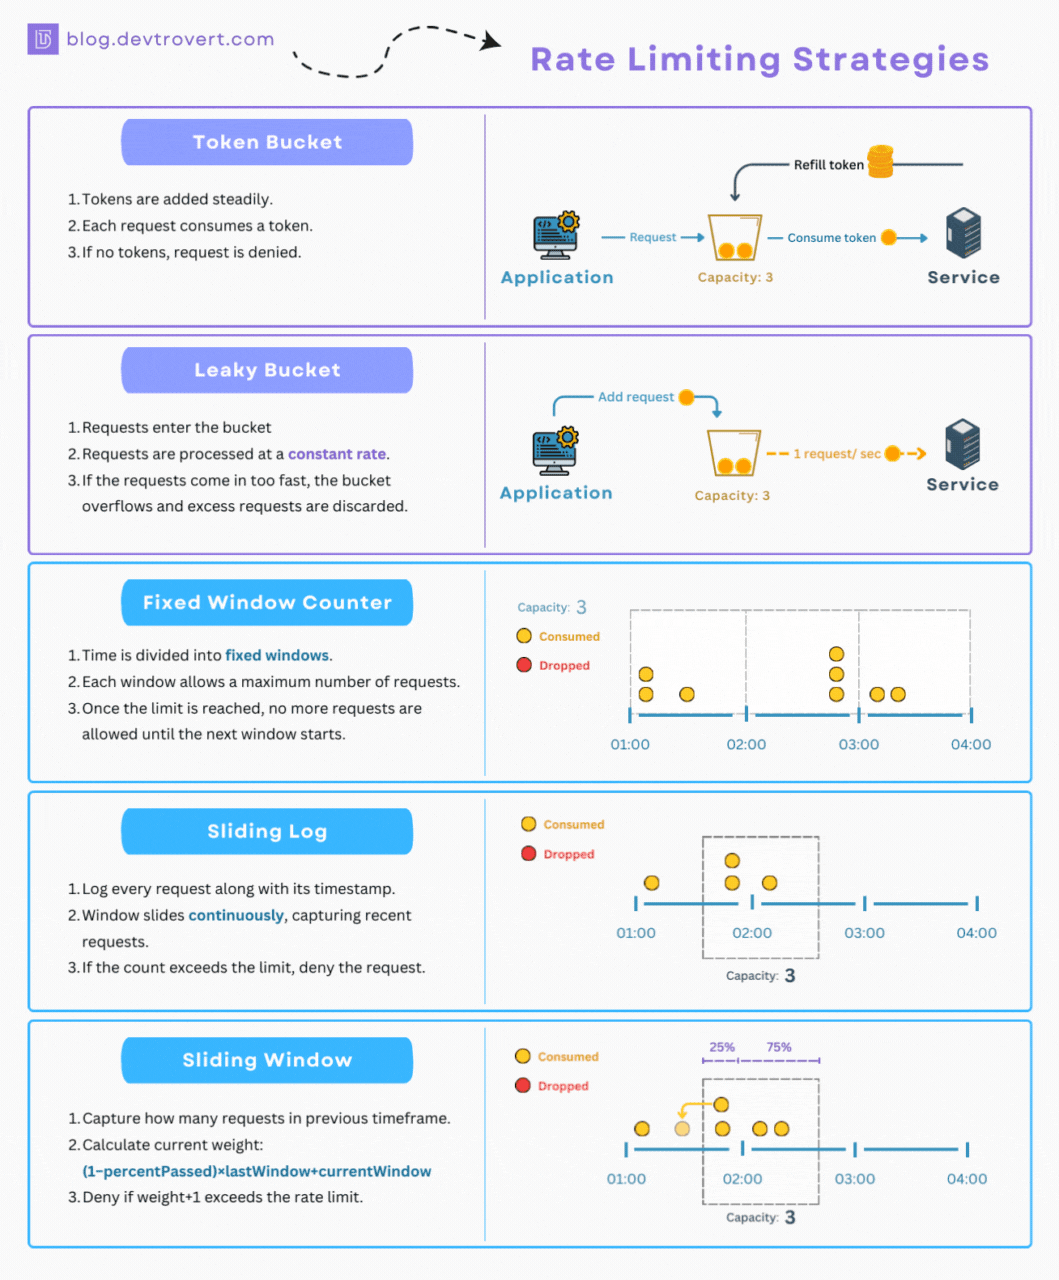 blog.devtrovert.com
Rate Limiting Strategies
Token Bucket
1. Tokens are added steadily.
2. Each request consumes a token.
3. If no tokens, request is denied.
Refill token
Request
Consume token
Application
Capacity: 3
Service
Leaky Bucket
1. Requests enter the bucket
2. Requests are processed at a constant rate.
3. If the requests come in too fast, the bucket
overflows and excess requests are discarded.
Add request
1 request/ sec
Application
Capacity: 3
Service
Fixed Window Counter
1. Time is divided into fixed windows.
2. Each window allows a maximum number of requests.
3. Once the limit is reached, no more requests are
allowed until the next window starts.
Capacity: 3
Consumed
Dropped
01:00 02:00 03:00 04:00
Sliding Log
1. Log every request along with its timestamp.
2. Window slides continuously, capturing recent
requests.
3. If the count exceeds the limit, deny the request.
Consumed
Dropped
01:00 02:00 03:00 04:00
Capacity: 3
Sliding Window
1. Capture how many requests in previous timeframe.
2. Calculate current weight:
(1-percentPassed)×lastWindow+currentWindow
3. Deny if weight+1 exceeds the rate limit.
25% 75%
Consumed
Dropped
01:00 02:00 03:00 04:00
Capacity: 3